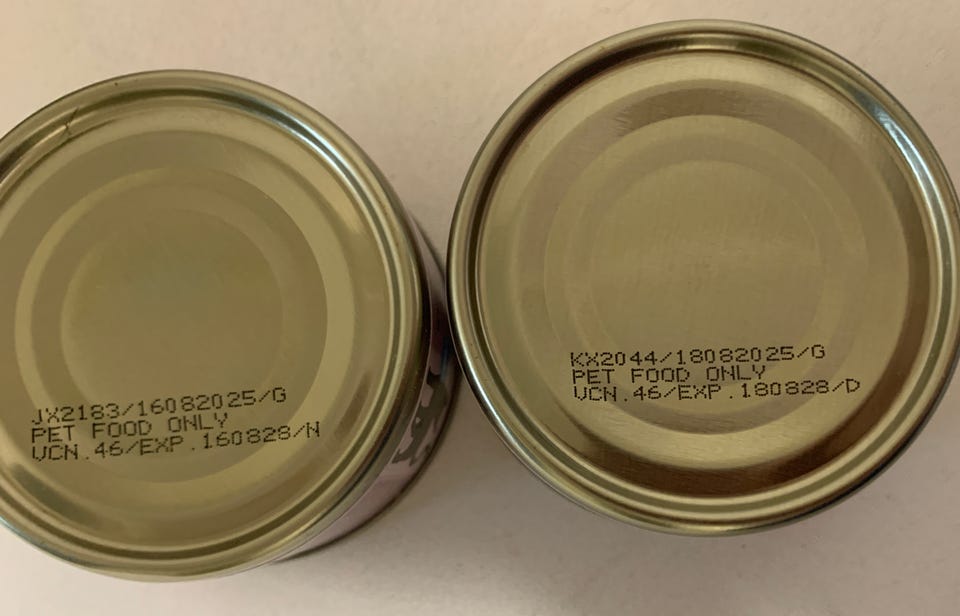 JX2183/16082025/G
PET FOOD ONLY
VCN.46/EXP.160828/N
KX2044/18082025/G
PET FOOD ONLY
VCN.46/EXP.180828/D